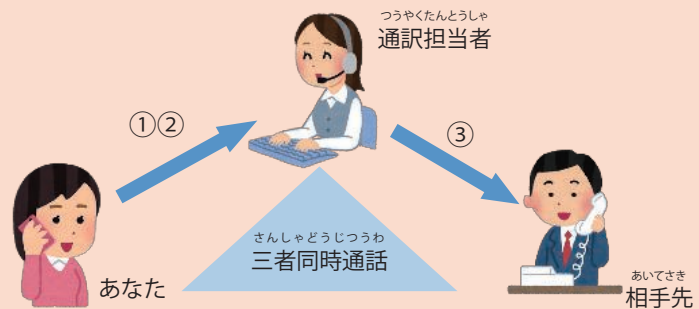 つうやくたんとうしゃ
通訳担当者
①②
③
さんしゃどうじつうわ
三者同時通話
あなた
あいてさき
相手先